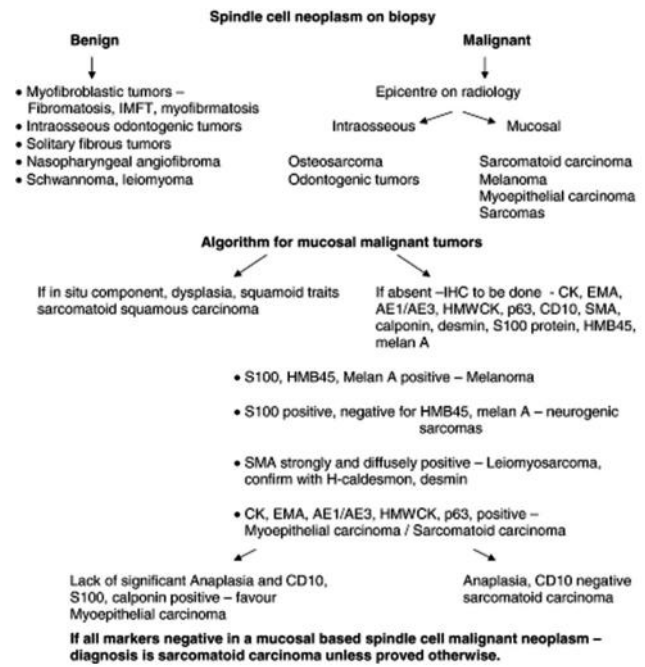 Spindle cell neoplasm on biopsy
Benign
Malignant
• Myofibroblastic tumors –
Fibromatosis, IMFT, myofibrmatosis
• Intraosseous odontogenic tumors
• Solitary fibrous tumors
• Nasopharyngeal angiofibroma
• Schwannoma, leiomyoma
Epicentre on radiology
Intraosseous
Mucosal
Osteosarcoma
Odontogenic tumors
Sarcomatoid carcinoma
Melanoma
Myoepithelial carcinoma
Sarcomas
Algorithm for mucosal malignant tumors
If in situ component, dysplasia, squamoid traits
sarcomatoid squamous carcinoma
If absent –IHC to be done - CK, EMA,
AE1/AE3, HMWCK, p63, CD10, SMA,
calponin, desmin, S100 protein, HMB45,
melan A
• S100, HMB45, Melan A positive – Melanoma
• S100 positive, negative for HMB45, melan A – neurogenic
sarcomas
• SMA strongly and diffusely positive – Leiomyosarcoma,
confirm with H-caldesmon, desmin
• CK, EMA, AE1/AE3, HMWCK, p63, positive –
Myoepithelial carcinoma / Sarcomatoid carcinoma
Lack of significant Anaplasia and CD10,
S100, calponin positive – favour
Myoepithelial carcinoma
Anaplasia, CD10 negative
sarcomatoid carcinoma
If all markers negative in a mucosal based spindle cell malignant neoplasm –
diagnosis is sarcomatoid carcinoma unless proved otherwise.